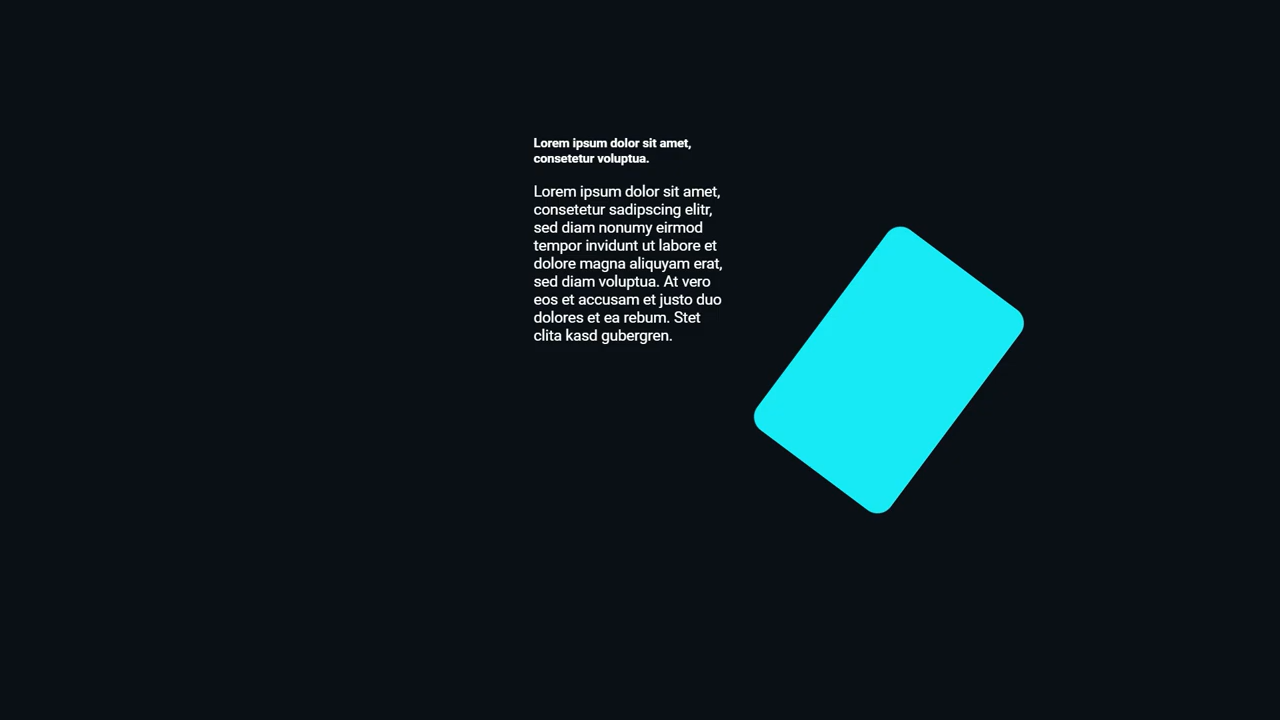 Lorem ipsum dolor sit amet,
consetetur voluptua.
Lorem ipsum dolor sit amet,
consetetur sadipscing elitr,
sed diam nonumy eirmod
tempor invidunt ut labore et
dolore magna aliquyam erat,
sed diam voluptua. At vero
eos et accusam et justo duo
dolores et ea rebum. Stet
clita kasd gubergren.